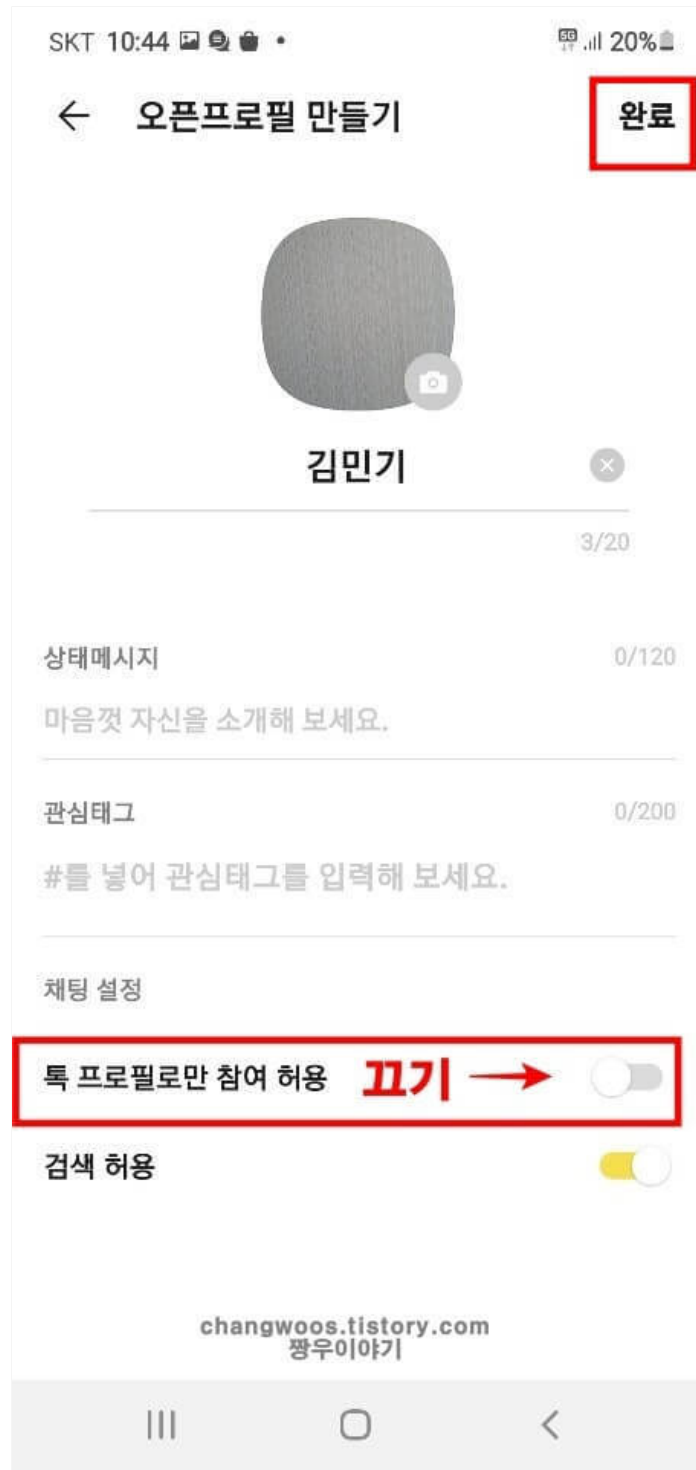 SKT 10:44
5G 20%
오픈프로필 만들기 완료
김민기
3/20
상태메시지 0/120
마음껏 자신을 소개해 보세요.
관심태그 0/200
#를 넣어 관심태그를 입력해 보세요.
채팅 설정
톡 프로필로만 참여 허용 끄기
검색 허용
changwoos.tistory.com
짱우이야기